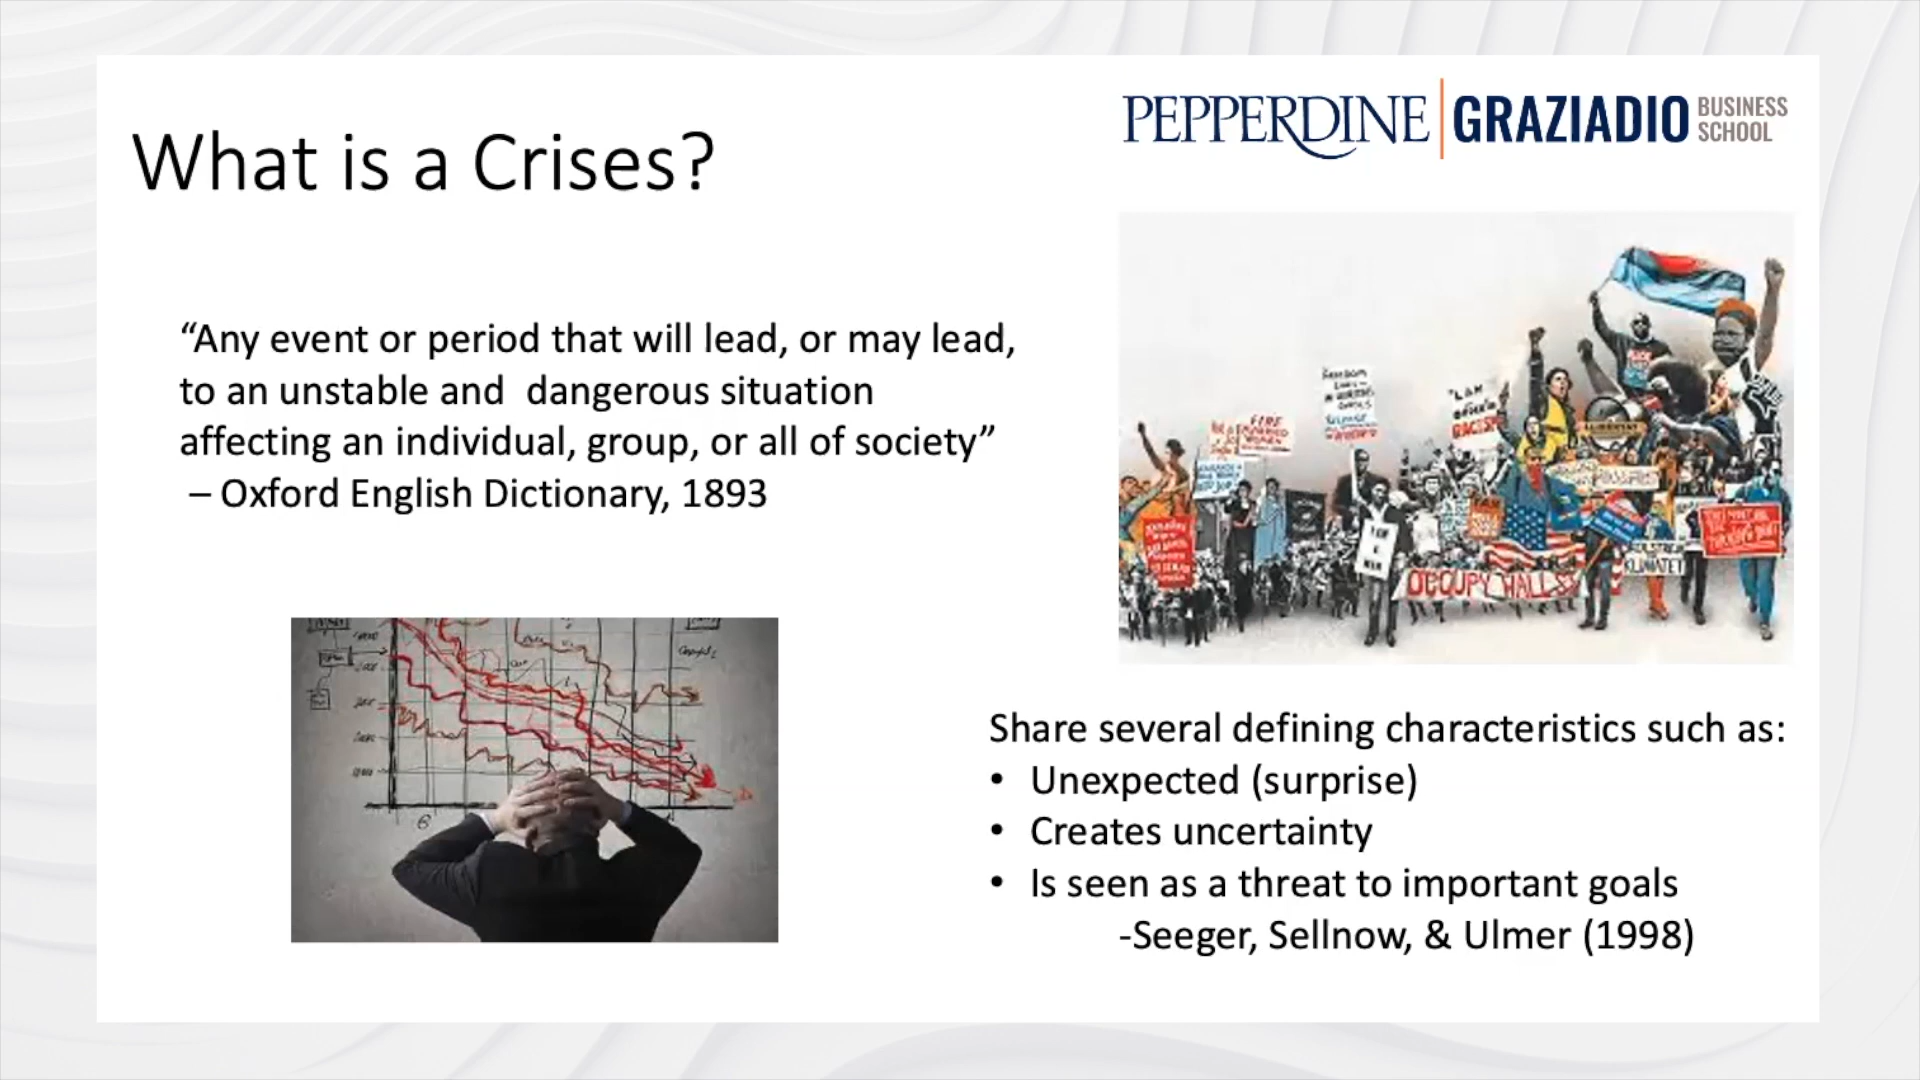 What is a Crises?
PEPPERDINE GRAZIADIO BUSINESS SCHOOL
“Any event or period that will lead, or may lead,
to an unstable and dangerous situation
affecting an individual, group, or all of society”
– Oxford English Dictionary, 1893
RACISM
OCCUPY WALL ST
Share several defining characteristics such as:
• Unexpected (surprise)
• Creates uncertainty
• Is seen as a threat to important goals
-Seeger, Sellnow, & Ulmer (1998)